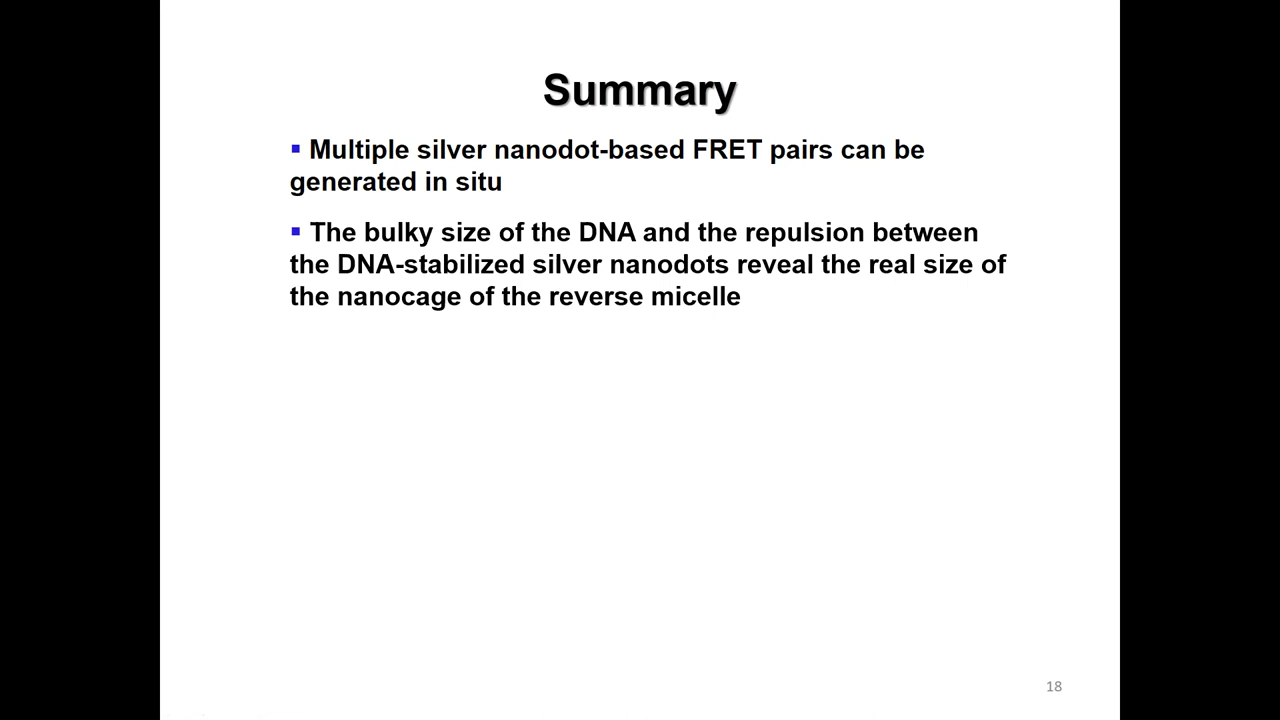 Summary
▪ Multiple silver nanodot-based FRET pairs can be
generated in situ
▪ The bulky size of the DNA and the repulsion between
the DNA-stabilized silver nanodots reveal the real size of
the nanocage of the reverse micelle
18